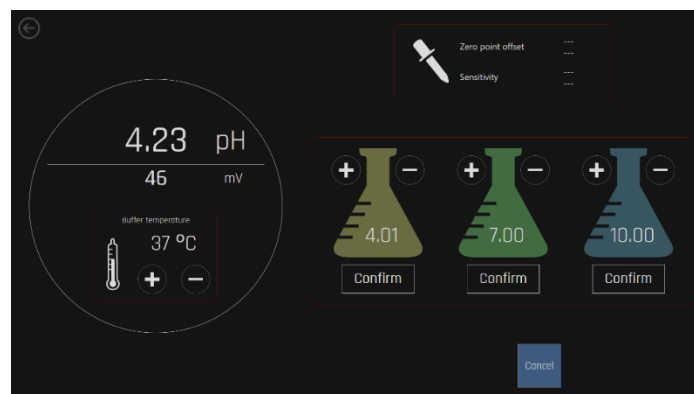 Zero point offset ---
---
Sensitivity ---
---
4.23 pH
46 mV
Buffer temperature
37 °C
+ -
+ - + - + -
4.01 7.00 10.00
Confirm Confirm Confirm
Cancel